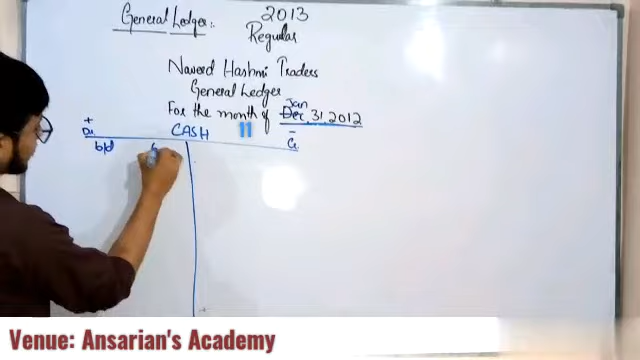 General Ledger:
2013
Regular
Naveed Hashmi Traders
General Ledger
For the month of Dec Jan 31, 2012
+
Dr
CASH
11
-
Cr
b/d
Venue: Ansarian's Academy